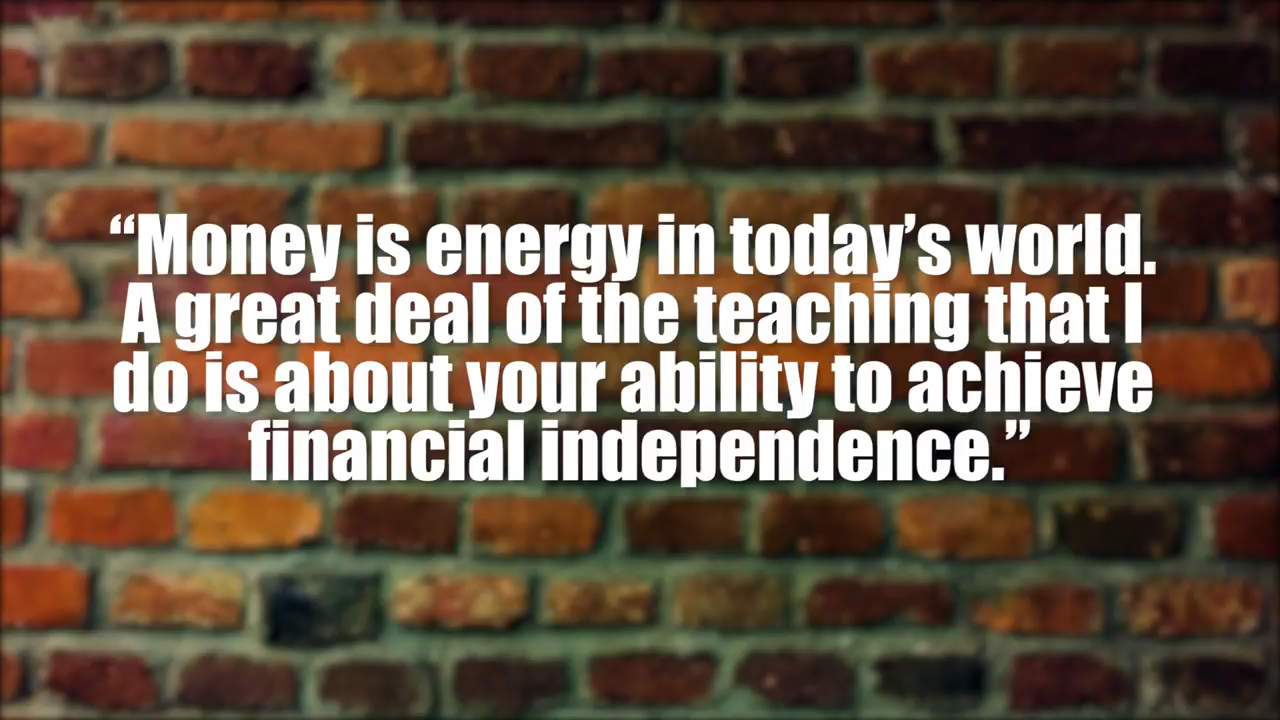 “Money is energy in today’s world.
A great deal of the teaching that I
do is about your ability to achieve
financial independence.”